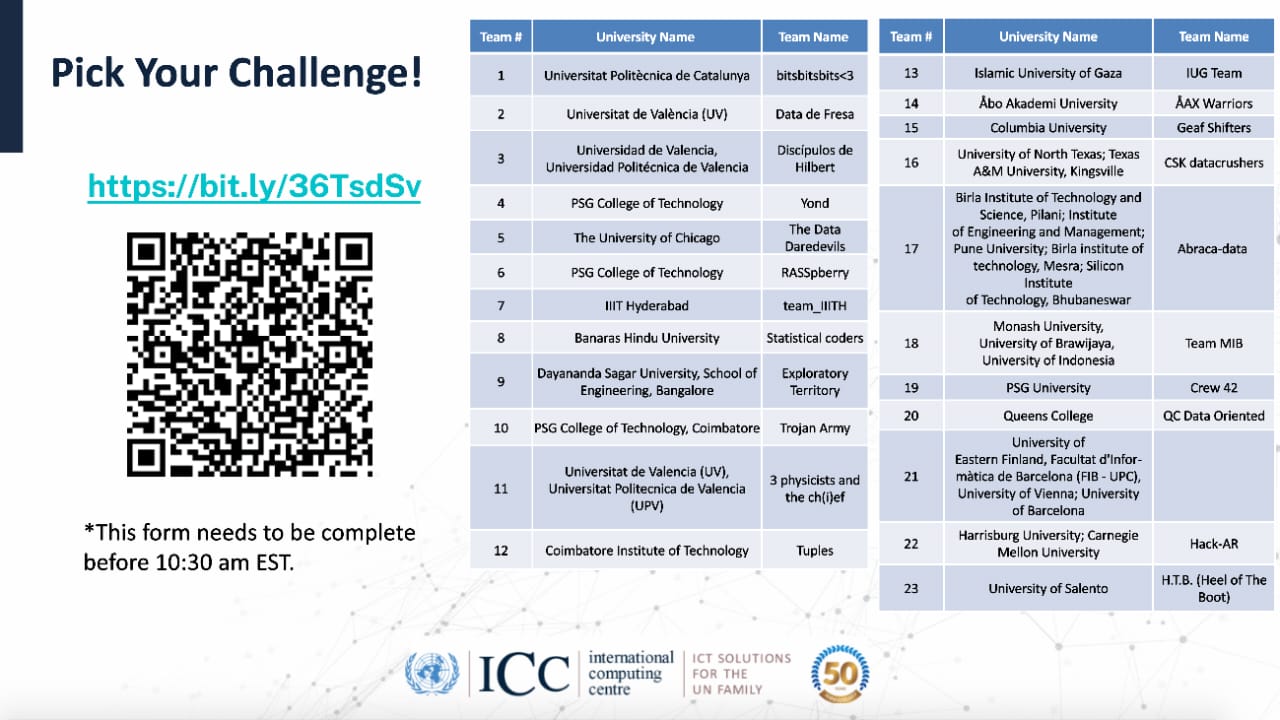 Pick Your Challenge!
https://bit.ly/36TsdSv
*This form needs to be complete
before 10:30 am EST.
Team # University Name Team Name
1 Universitat Politècnica de Catalunya bitsbitsbits<3
2 Universitat de València (UV) Data de Fresa
3 Universidad de Valencia, Discípulos de
Universidad Politécnica de Valencia Hilbert
4 PSG College of Technology Yond
5 The University of Chicago The Data
Daredevils
6 PSG College of Technology RASSpberry
7 IIIT Hyderabad team_IIITH
8 Banaras Hindu University Statistical coders
9 Dayananda Sagar University, School of Exploratory
Engineering, Bangalore Territory
10 PSG College of Technology, Coimbatore Trojan Army
11 Universitat de Valencia (UV), 3 physicists and
Universitat Politecnica de Valencia the ch(i)ef
(UPV)
12 Coimbatore Institute of Technology Tuples
Team # University Name Team Name
13 Islamic University of Gaza IUG Team
14 Åbo Akademi University ÅAX Warriors
15 Columbia University Geaf Shifters
16 University of North Texas; Texas CSK datacrushers
A&M University, Kingsville
17 Birla Institute of Technology and Abraca-data
Science, Pilani; Institute
of Engineering and Management;
Pune University; Birla institute of
technology, Mesra; Silicon
Institute
of Technology, Bhubaneswar
18 Monash University, Team MIB
University of Brawijaya,
University of Indonesia
19 PSG University Crew 42
20 Queens College QC Data Oriented
21 University of
Eastern Finland, Facultat d'Infor-
màtica de Barcelona (FIB - UPC),
University of Vienna; University
of Barcelona
22 Harrisburg University; Carnegie Hack-AR
Mellon University
23 University of Salento H.T.B. (Heel of The
Boot)
ICC
international
computing
centre
ICT SOLUTIONS
FOR THE
UN FAMILY
50